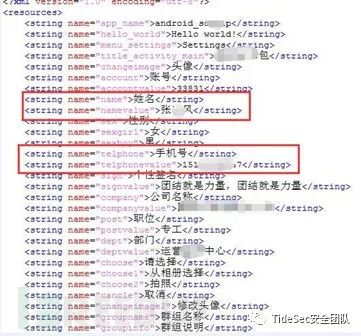 <?xml version="1.0" encoding="utf-8"?>
<resources>
<string name="app_name">android_s p</string>
<string name="hello">Hello world!</string>
<string name="menu_settings">Settings</string>
<string name="title_activity_main"> 包</string>
<string name="changeimage">头像</string>
<string name="account">账号</string>
<string name="accountvalue">33831</string>
<string name="name">姓名</string>
<string name="namevalue">张 风</string>
<string name="sex">性别</string>
<string name="sexgirl">女</string>
<string name="sexboy">男</string>
<string name="telphone">手机号</string>
<string name="telphonevalue">151 7</string>
<string name="sign">个性签名</string>
<string name="signvalue">团结就是力量，团结就是力量</string>
<string name="company">公司名称</string>
<string name="companyvalue"> </string>
<string name="post">职位</string>
<string name="postvalue">专工</string>
<string name="dept">部门</string>
<string name="deptvalue">运营 中心</string>
<string name="choose">请选择</string>
<string name="choose1">从相册选择</string>
<string name="choose2">拍照</string>
<string name="cancle">取消</string>
<string name="changeimage2">修改头像</string>
<string name="groupname">群组名称</string>
<string name="groupinfo">群组说明</string>
TideSec安全团队